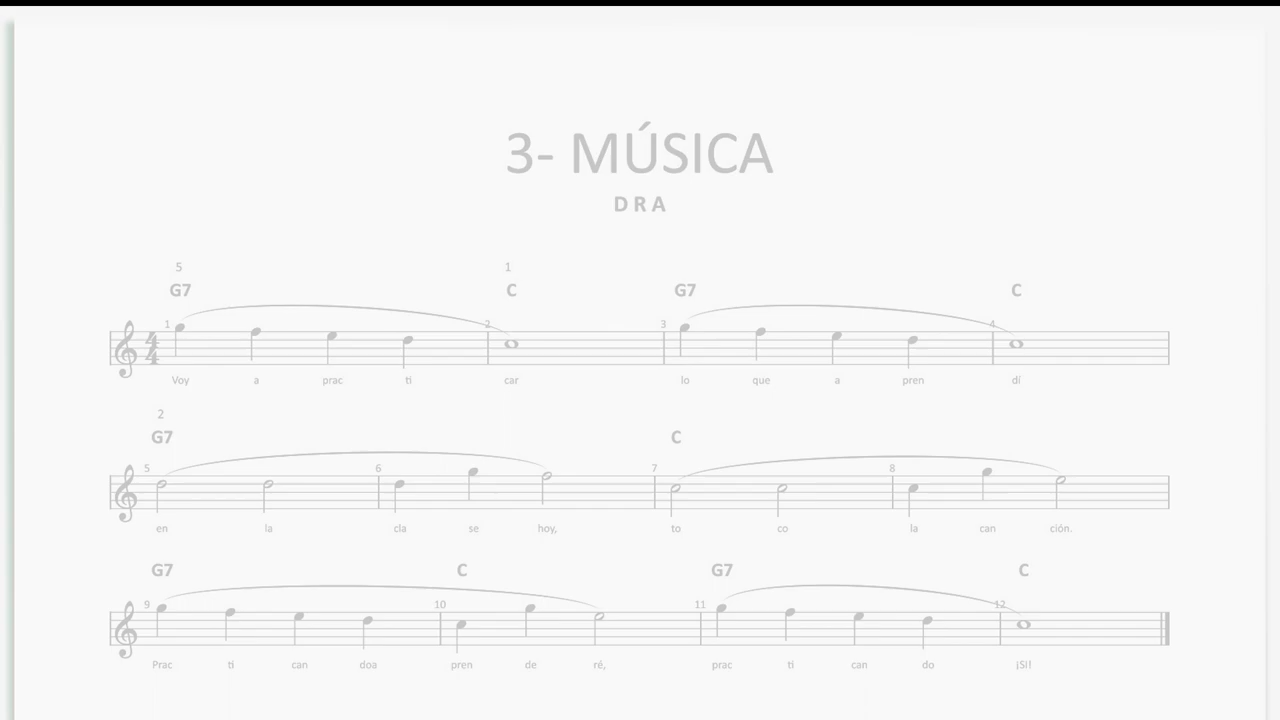 3- MÚSICA
DRA
5 1
G7 C G7 C
1 2 3 4
Voy a prac ti car lo que a pren dí
2
G7 C
5 6 7 8
en la cla se hoy, to co la can ción.
G7 C G7 C
9 10 11 12
Prac ti can doa pren de ré, prac ti can do ¡SI!